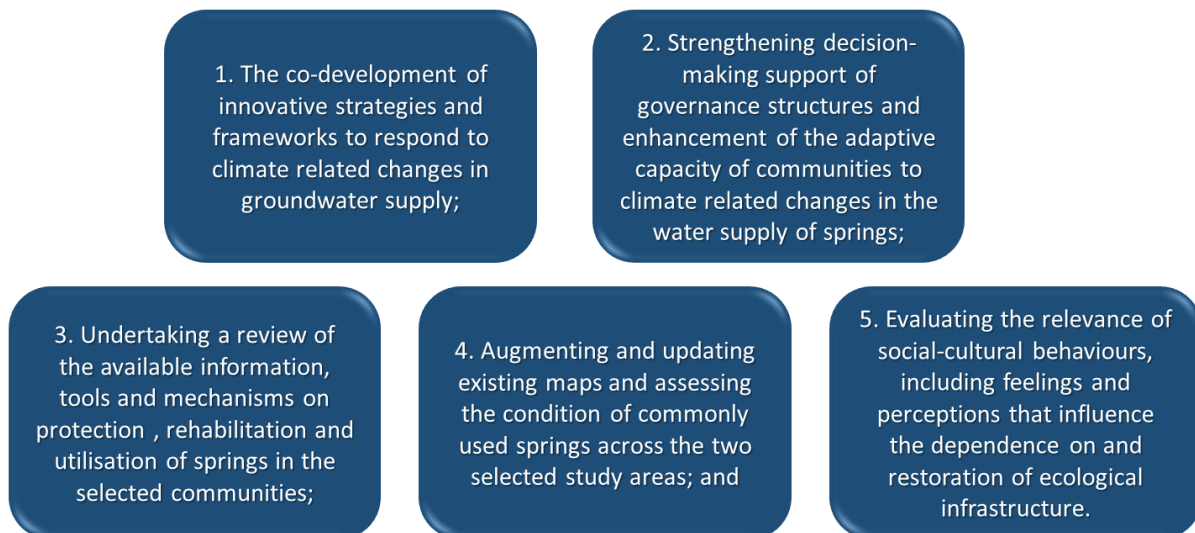 1. The co-development of
innovative strategies and
frameworks to respond to
climate related changes in
groundwater supply;
2. Strengthening decision-
making support of
governance structures and
enhancement of the adaptive
capacity of communities to
climate related changes in the
water supply of springs;
3. Undertaking a review of
the available information,
tools and mechanisms on
protection , rehabilitation and
utilisation of springs in the
selected communities;
4. Augmenting and updating
existing maps and assessing
the condition of commonly
used springs across the two
selected study areas; and
5. Evaluating the relevance of
social-cultural behaviours,
including feelings and
perceptions that influence
the dependence on and
restoration of ecological
infrastructure.